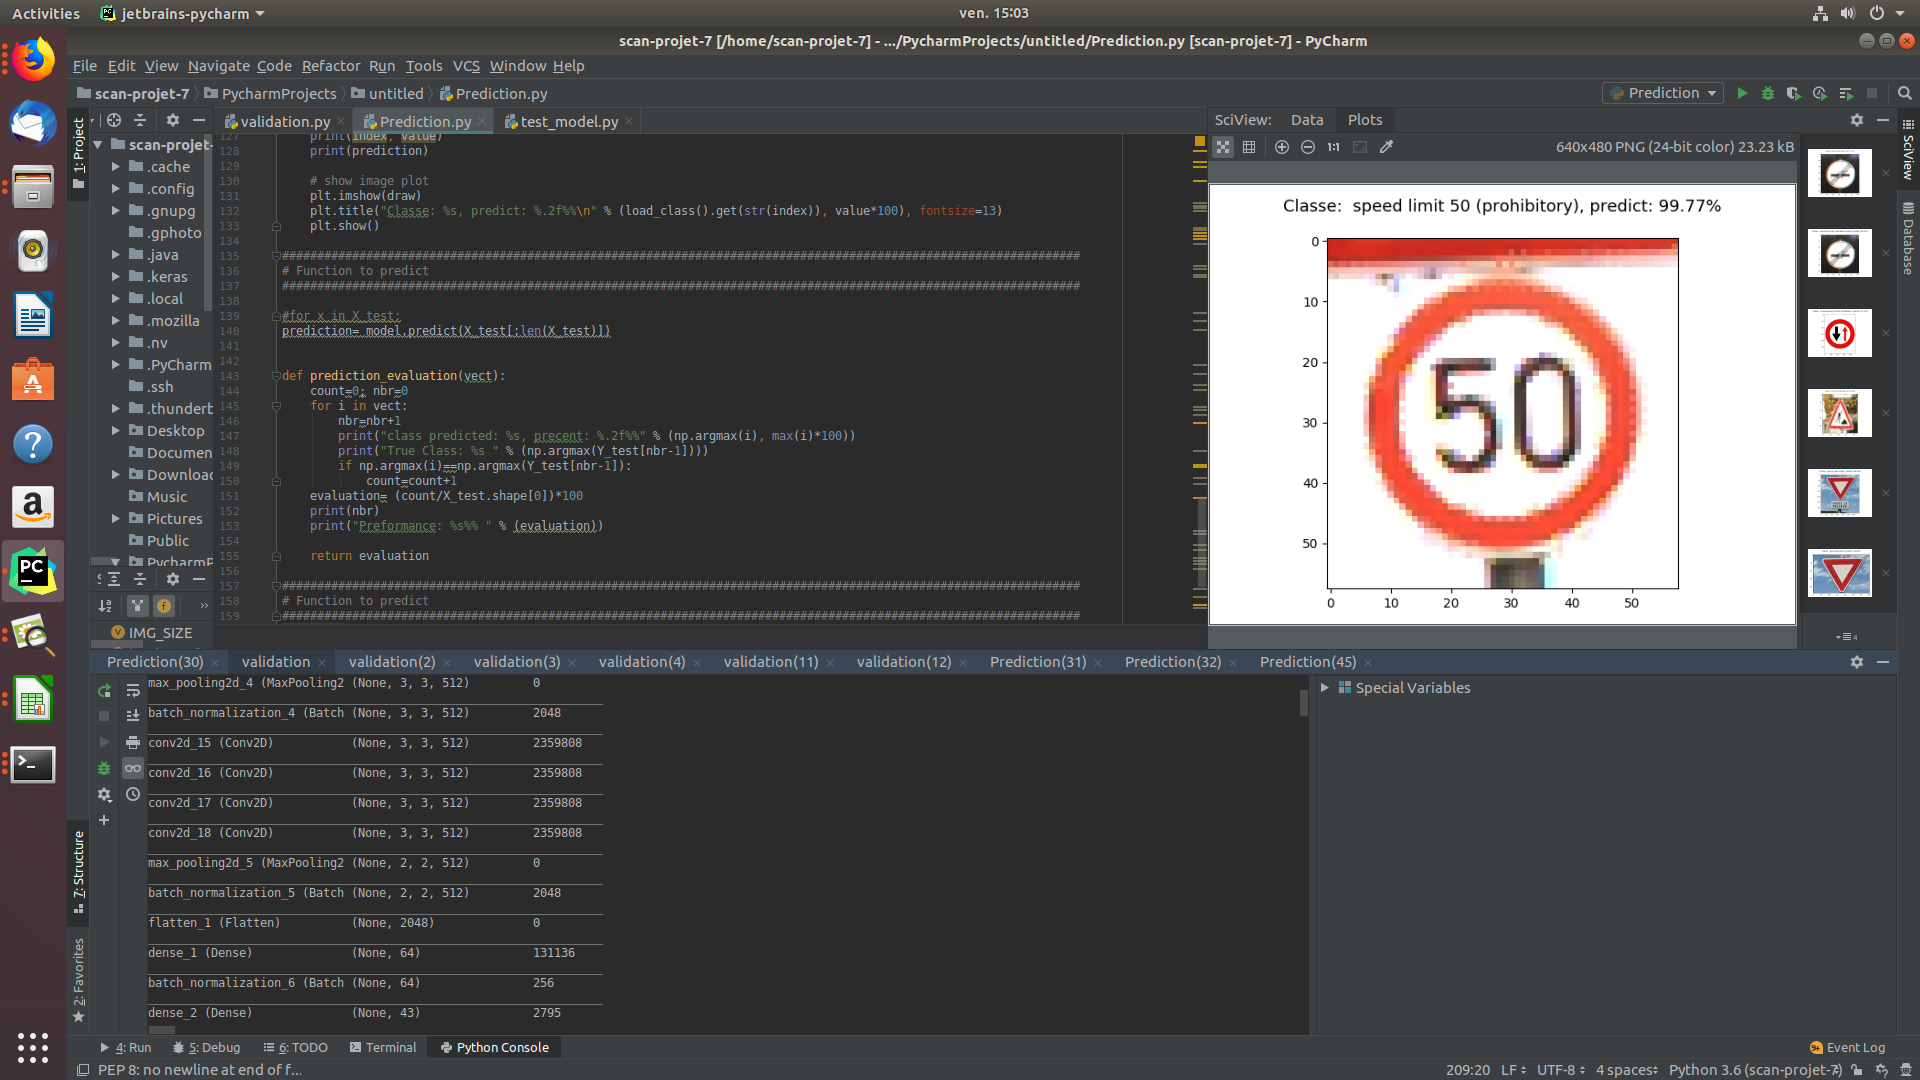 Activities
jetbrains-pycharm
ven. 15:03
scan-projet-7 [/home/scan-projet-7] - .../PycharmProjects/untitled/Prediction.py [scan-projet-7] - PyCharm
File Edit View Navigate Code Refactor Run Tools VCS Window Help
scan-projet-7 PycharmProjects untitled Prediction.py
Prediction
1: Project
scan-projet-
.cache
.config
.gnupg
.gphoto
.java
.keras
.local
.mozilla
.nv
.PyCharm
.ssh
.thunderb
Desktop
Documen
Downloac
Music
Pictures
Public
PycharmP
IMG_SIZE
validation.py Prediction.py test_model.py
127 print(index, value)
128 print(prediction)
129
130 # show image plot
131 plt.imshow(draw)
132 plt.title("Classe: %s, predict: %.2f%%\n" % (load_class().get(str(index)), value*100), fontsize=13)
133 plt.show()
134
135 ##################################################################################################################
136 # Function to predict
137 ##################################################################################################################
138
139 #for x in X_test:
140 prediction= model.predict(X_test[:len(X_test)])
141
142
143 def prediction_evaluation(vect):
144 count=0; nbr=0
145 for i in vect:
146 nbr=nbr+1
147 print("class predicted: %s, precent: %.2f%%" % (np.argmax(i), max(i)*100))
148 print("True Class: %s " % (np.argmax(Y_test[nbr-1])))
149 if np.argmax(i)==np.argmax(Y_test[nbr-1]):
150 count=count+1
151 evaluation= (count/X_test.shape[0])*100
152 print(nbr)
153 print("Preformance: %s%% " % (evaluation))
154
155 return evaluation
156
157 ##################################################################################################################
158 # Function to predict
159 ##################################################################################################################
SciView: Data Plots
1:1
640x480 PNG (24-bit color) 23.23 kB
Classe: speed limit 50 (prohibitory), predict: 99.77%
0
10
20
30
40
50
50
0 10 20 30 40 50
4
SciView
Database
Prediction(30) validation validation(2) validation(3) validation(4) validation(11) validation(12) Prediction(31) Prediction(32) Prediction(45)
max_pooling2d_4 (MaxPooling2 (None, 3, 3, 512) 0
batch_normalization_4 (Batch (None, 3, 3, 512) 2048
conv2d_15 (Conv2D) (None, 3, 3, 512) 2359808
conv2d_16 (Conv2D) (None, 3, 3, 512) 2359808
conv2d_17 (Conv2D) (None, 3, 3, 512) 2359808
conv2d_18 (Conv2D) (None, 3, 3, 512) 2359808
max_pooling2d_5 (MaxPooling2 (None, 2, 2, 512) 0
batch_normalization_5 (Batch (None, 2, 2, 512) 2048
flatten_1 (Flatten) (None, 2048) 0
dense_1 (Dense) (None, 64) 131136
batch_normalization_6 (Batch (None, 64) 256
dense_2 (Dense) (None, 43) 2795
Special Variables
7: Structure
2: Favorites
4: Run 5: Debug 6: TODO Terminal Python Console
Event Log
PEP 8: no newline at end of f...
209:20 LF UTF-8 4 spaces Python 3.6 (scan-projet-7)